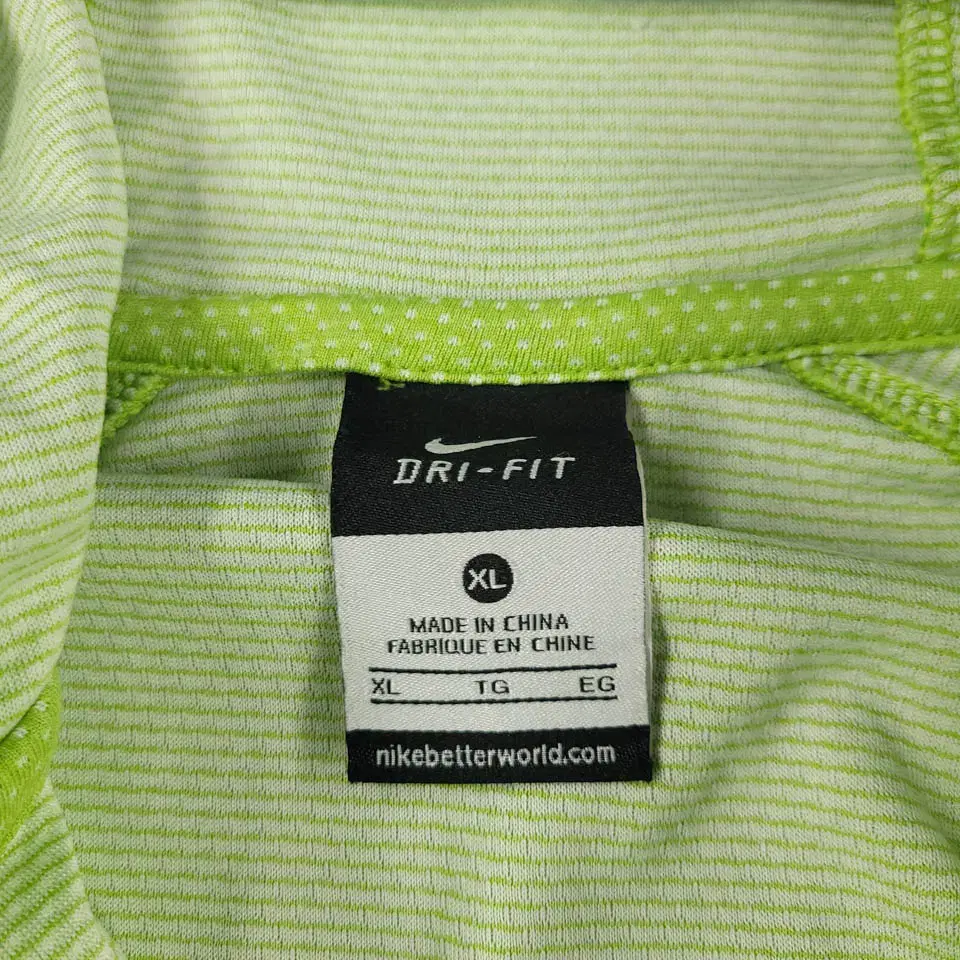 DRI-FIT
XL
MADE IN CHINA
FABRIQUE EN CHINE
XL TG EG
nikebetterworld.com